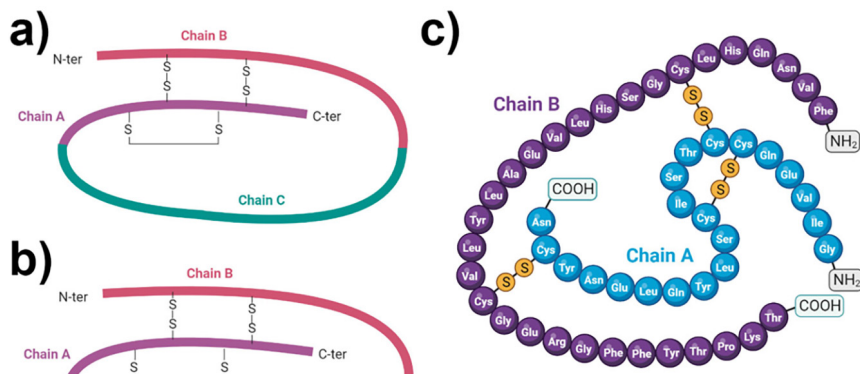 a)
Chain B
N-ter
S
S
S
S
Chain A
C-ter
S
S
Chain C
b)
Chain B
N-ter
S
S
S
S
Chain A
C-ter
S
S
c)
Chain B
NH2
Phe
Val
Asn
Gln
His
Leu
Cys
Gly
Ser
His
Leu
Val
Glu
Ala
Leu
Tyr
Leu
Val
Cys
Gly
Glu
Arg
Gly
Phe
Phe
Tyr
Thr
Pro
Lys
Thr
COOH
S
S
S
S
S
S
Chain A
NH2
Gly
Ile
Val
Glu
Gln
Cys
Cys
Thr
Ser
Ile
Cys
Ser
Leu
Tyr
Gln
Leu
Glu
Asn
Tyr
Cys
Asn
COOH